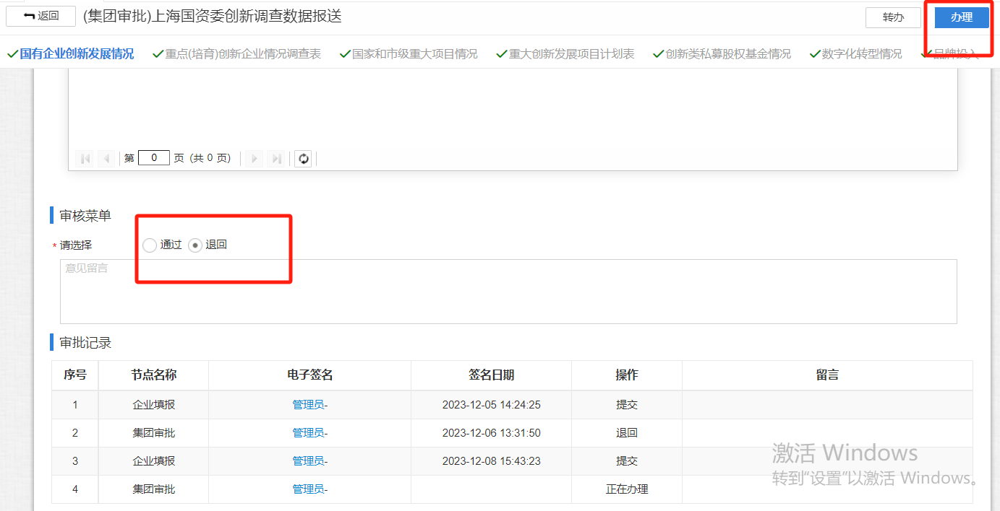 返回 (集团审批)上海国资委创新调查数据报送 转办 办理
国有企业创新发展情况 重点(培育)创新企业情况调查表 国家和市级重大项目情况 重大创新发展项目计划表 创新类私募股权基金情况 数字化转型情况 品牌投入
第 0 页 (共 0 页)
审核菜单
* 请选择 通过 退回
意见留言
审批记录
序号 节点名称 电子签名 签名日期 操作 留言
1 企业填报 管理员- 2023-12-05 14:24:25 提交
2 集团审批 管理员- 2023-12-06 13:31:50 退回
3 企业填报 管理员- 2023-12-08 15:43:23 提交
4 集团审批 管理员- 正在办理
激活 Windows
转到"设置"以激活 Windows。